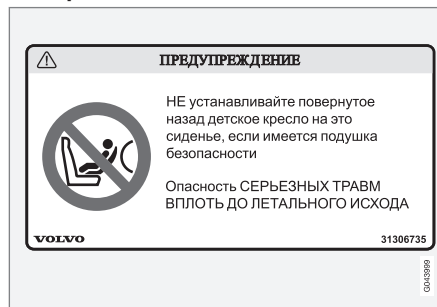 ПРЕДУПРЕЖДЕНИЕ
НЕ устанавливайте повернутое
назад детское кресло на это
сиденье, если имеется подушка
безопасности
Опасность СЕРЬЕЗНЫХ ТРАВМ
ВПЛОТЬ ДО ЛЕТАЛЬНОГО ИСХОДА
VOLVO 31306735
G043999